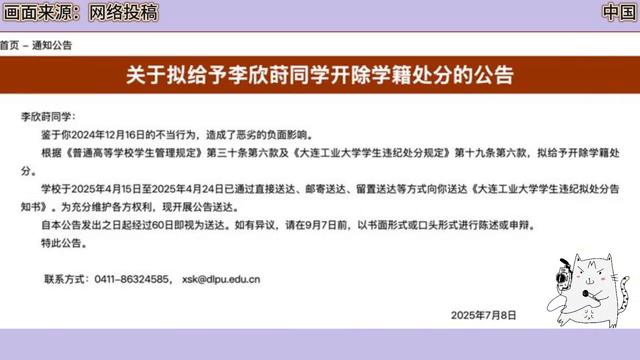 画面来源：网络投稿
中国
首页 – 通知公告
关于拟给予李欣莳同学开除学籍处分的公告
李欣莳同学：
鉴于你2024年12月16日的不当行为，造成了恶劣的负面影响。
根据《普通高等学校学生管理规定》第三十条第六款及《大连工业大学学生违纪处分规定》第十九条第六款，拟给予开除学籍处
分。
学校于2025年4月15日至2025年4月24日已通过直接送达、邮寄送达、留置送达等方式向你送达《大连工业大学学生违纪拟处分告
知书》。为充分维护各方权利，现开展公告送达。
自本公告发出之日起经过60日即视为送达。如有异议，请在9月7日前，以书面形式或口头形式进行陈述或申辩。
特此公告。
联系方式：0411-86324585， xsk@dlpu.edu.cn
2025年7月8日